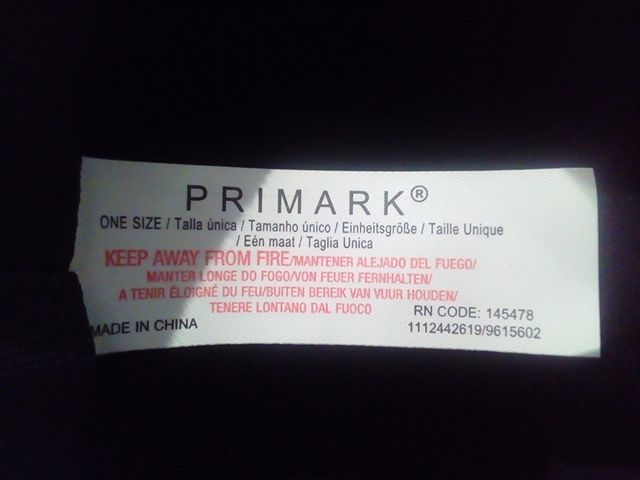 PRIMARK®
ONE SIZE / Talla única / Tamanho único / Einheitsgröße / Taille Unique
/ Eén maat / Taglia Unica
KEEP AWAY FROM FIRE/MANTENER ALEJADO DEL FUEGO/
MANTER LONGE DO FOGO/VON FEUER FERNHALTEN/
A TENIR ÉLOIGNÉ DU FEU/BUITEN BEREIK VAN VUUR HOUDEN/
TENERE LONTANO DAL FUOCO
RN CODE: 145478
MADE IN CHINA
1112442619/9615602